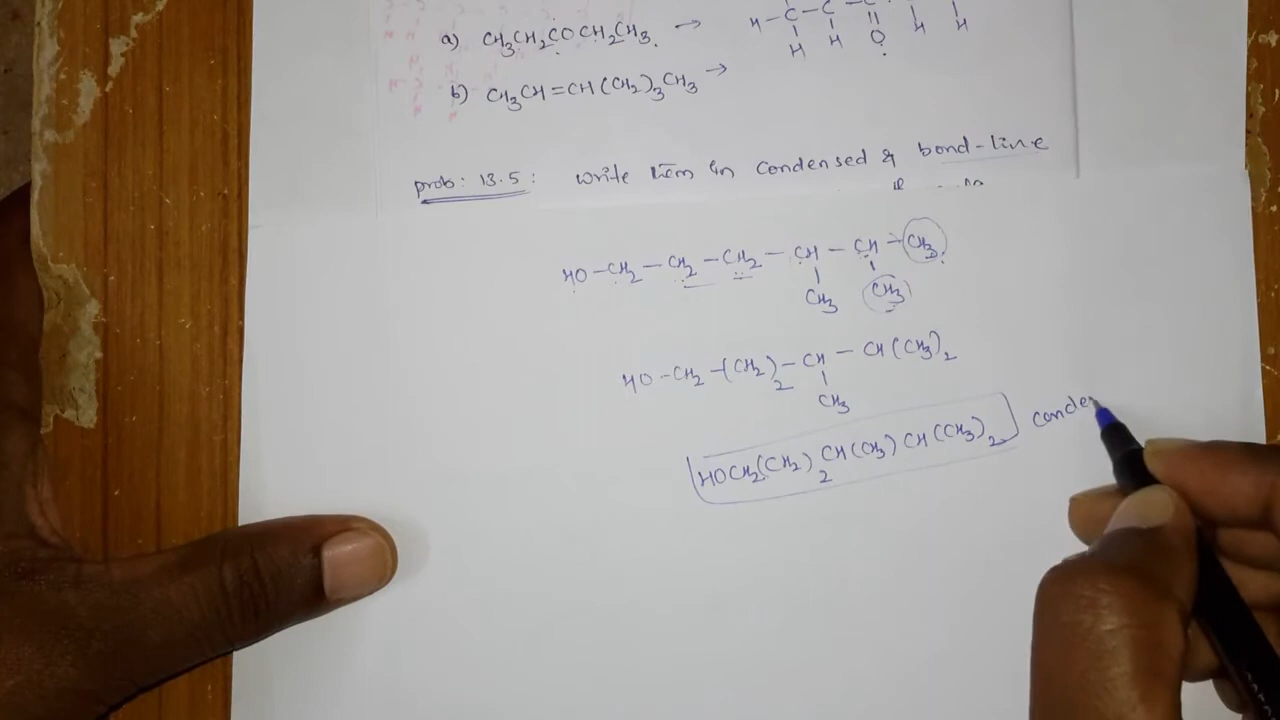 H-C-C-C
H H O H H
a) CH3CH2COCH2CH3. →
b) CH3CH=CH(CH2)3CH3 →
prob: 13.5: write in condensed & bond-line
HO-CH2-CH2-CH2-CH-CH-CH3
CH3 CH3
HO-CH2-(CH2)2-CH-CH(CH3)2
CH3
HOCH2(CH2)2CH(CH3)CH(CH3)2 conde